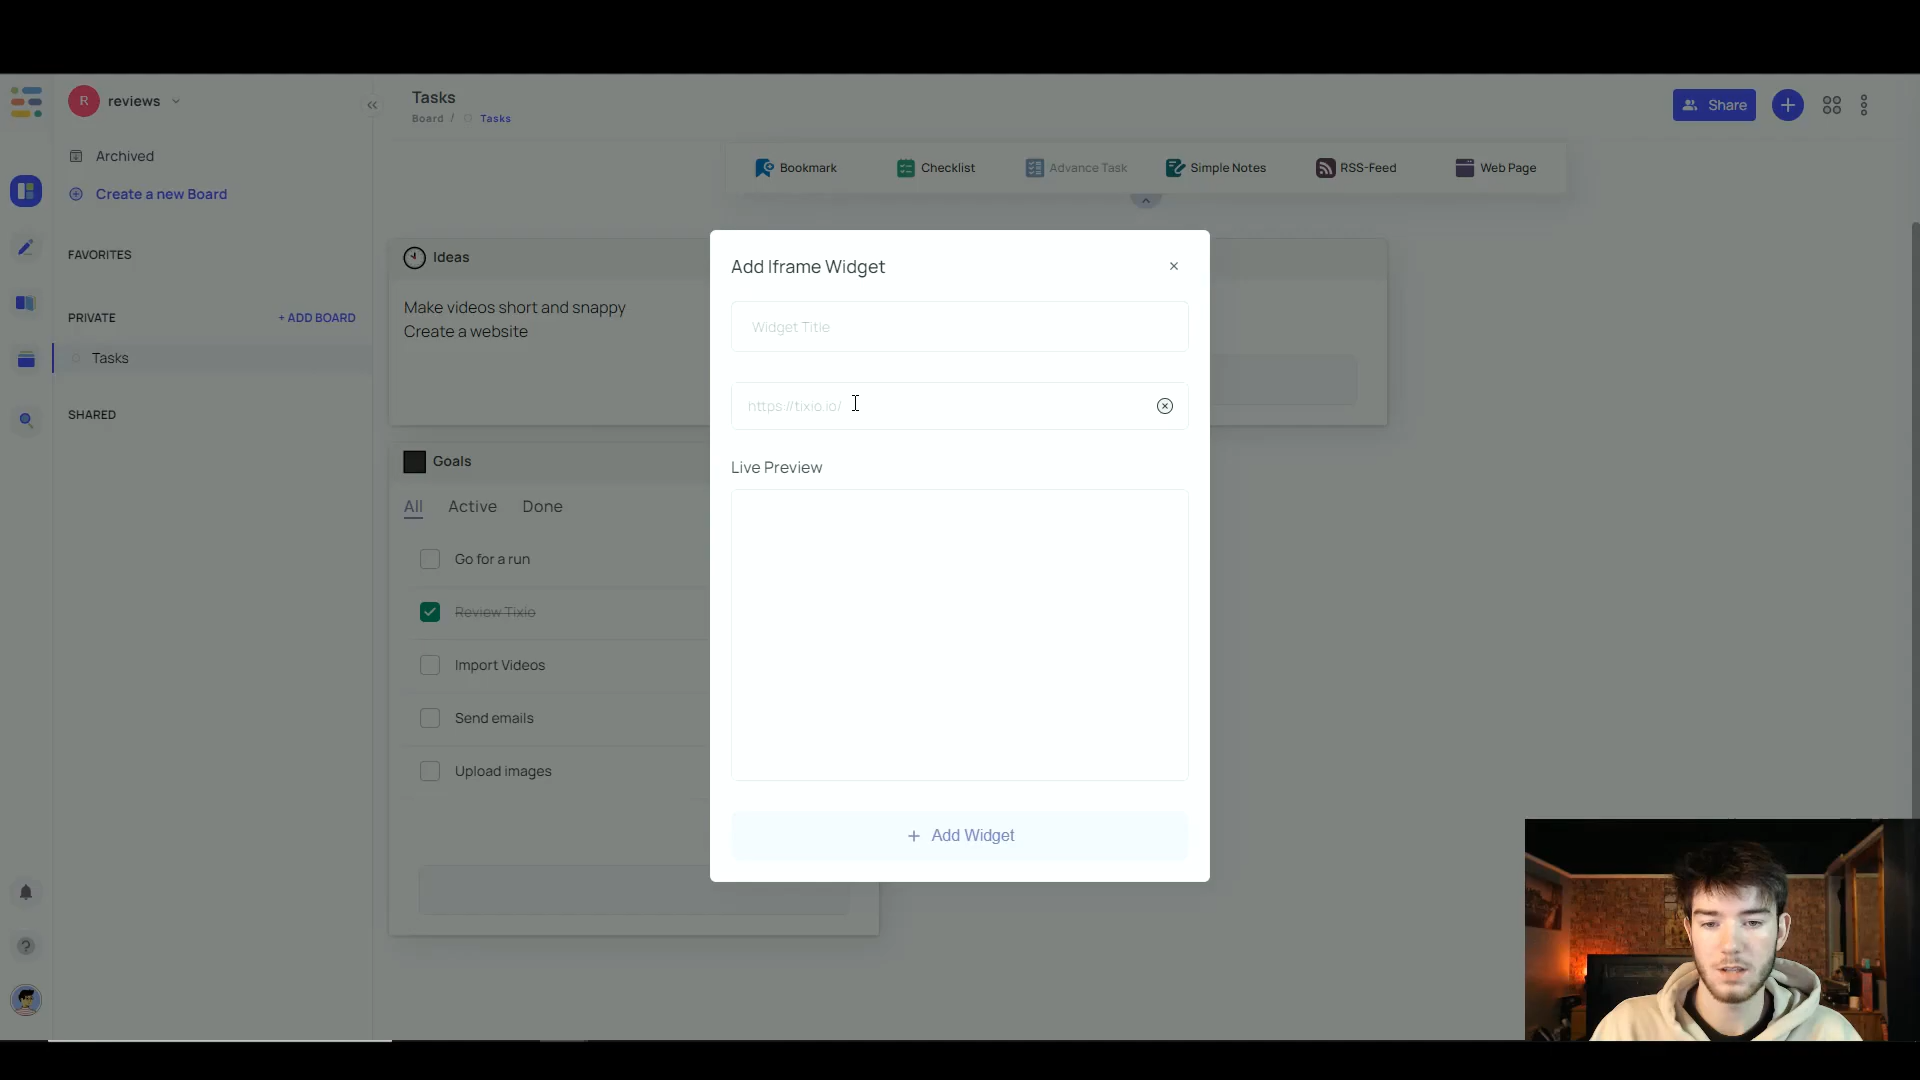 R reviews
Archived
Create a new Board
FAVORITES
PRIVATE
+ ADD BOARD
Tasks
SHARED
Tasks
Board / Tasks
Share
Bookmark
Checklist
Advance Task
Simple Notes
RSS-Feed
Web Page
Ideas
Make videos short and snappy
Create a website
Goals
All Active Done
Go for a run
Review Tixio
Import Videos
Send emails
Upload images
Add Iframe Widget
Widget Title
https://tixio.io/
Live Preview
+ Add Widget